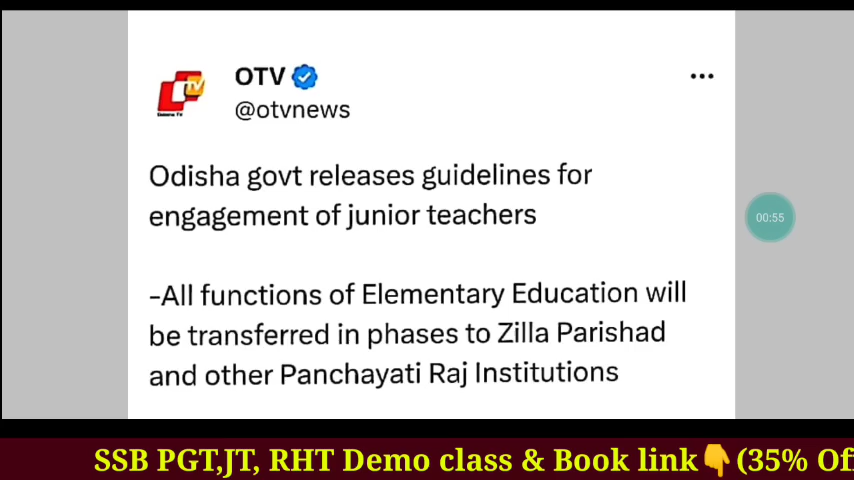 OTV
@otvnews
Odisha govt releases guidelines for
engagement of junior teachers
-All functions of Elementary Education will
be transferred in phases to Zilla Parishad
and other Panchayati Raj Institutions
00:55
SSB PGT,JT, RHT Demo class & Book link👇(35% Of